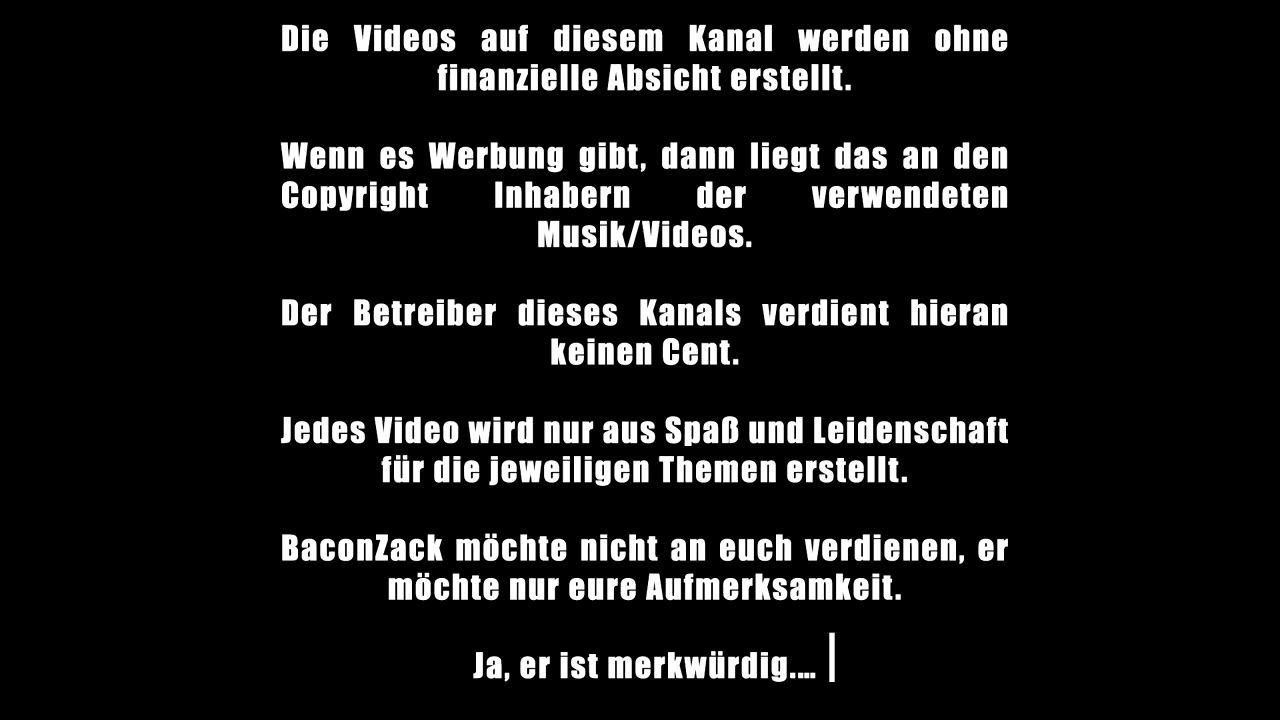 Die Videos auf diesem Kanal werden ohne
finanzielle Absicht erstellt.
Wenn es Werbung gibt, dann liegt das an den
Copyright Inhabern der verwendeten
Musik/Videos.
Der Betreiber dieses Kanals verdient hieran
keinen Cent.
Jedes Video wird nur aus Spaß und Leidenschaft
für die jeweiligen Themen erstellt.
BaconZack möchte nicht an euch verdienen, er
möchte nur eure Aufmerksamkeit.
Ja, er ist merkwürdig....